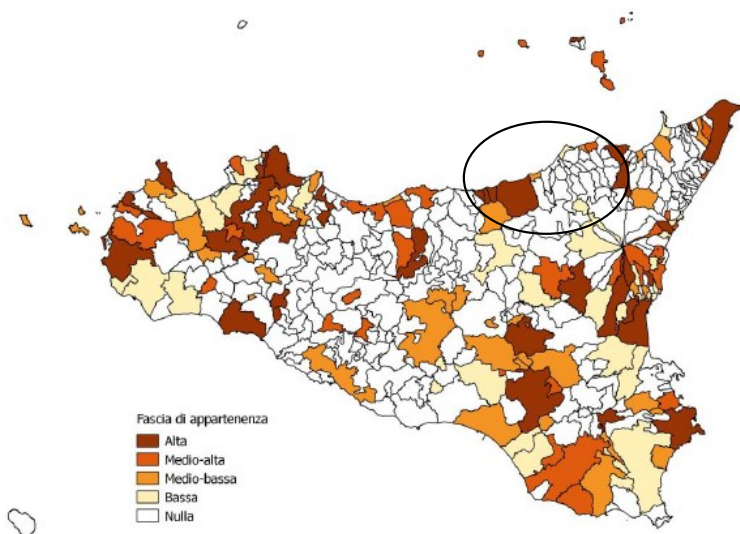 Fascia di appartenenza
Alta
Medio-alta
Medio-bassa
Bassa
Nulla